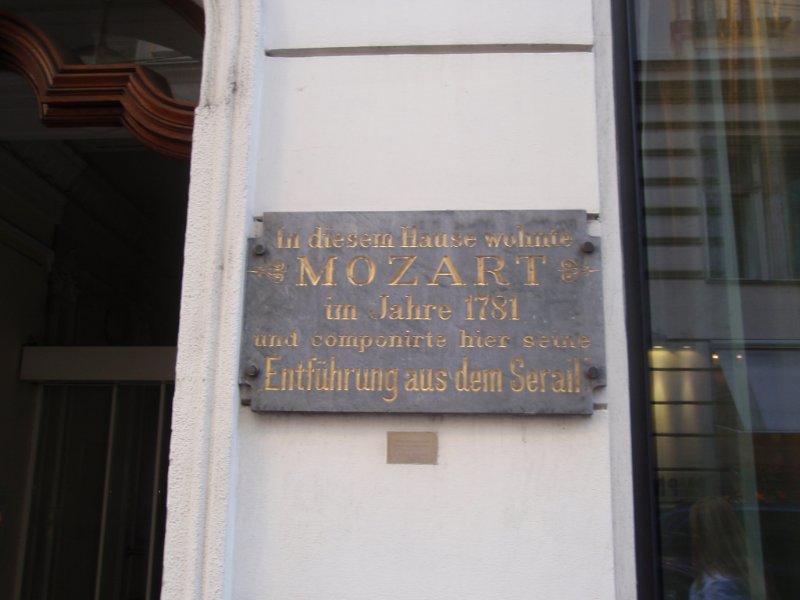 In diesem Hause wohnte
MOZART
im Jahre 1781
und componirte hier seine
Entführung aus dem Serail